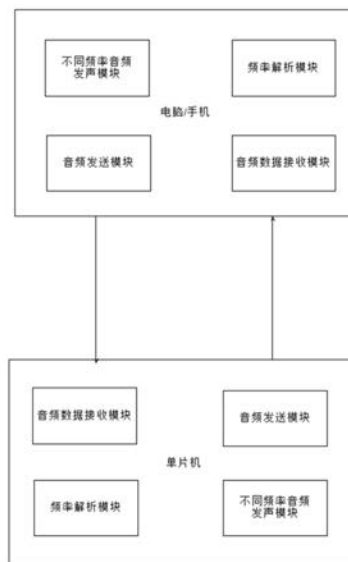 不同频率音频
发声模块
频率解析模块
电脑/手机
音频发送模块
音频数据接收模块
音频数据接收模块
音频发送模块
单片机
频率解析模块
不同频率音频
发声模块